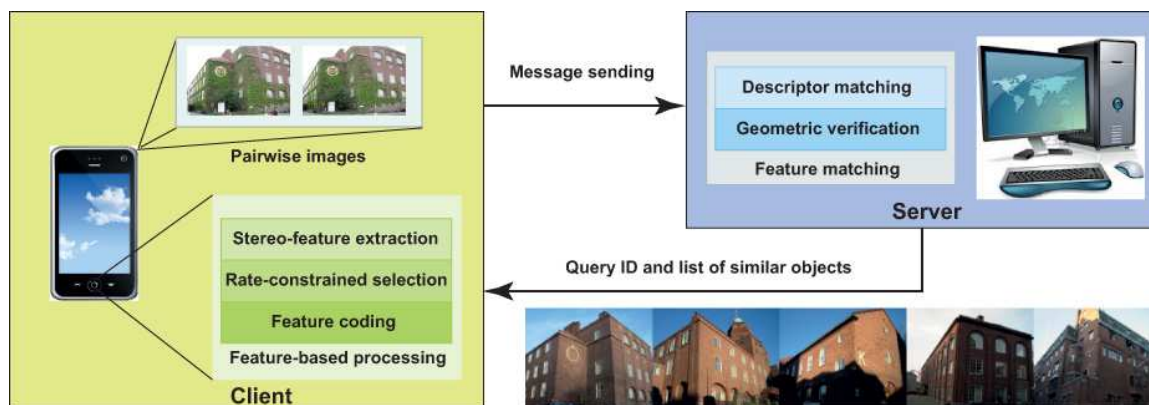 Pairwise images
Stereo-feature extraction
Rate-constrained selection
Feature coding
Feature-based processing
Client
Message sending
Descriptor matching
Geometric verification
Feature matching
Server
Query ID and list of similar objects